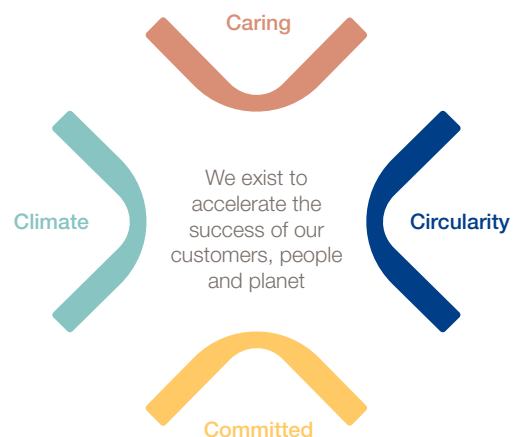 Caring
Climate
We exist to
accelerate the
success of our
customers, people
and planet
Circularity
Committed